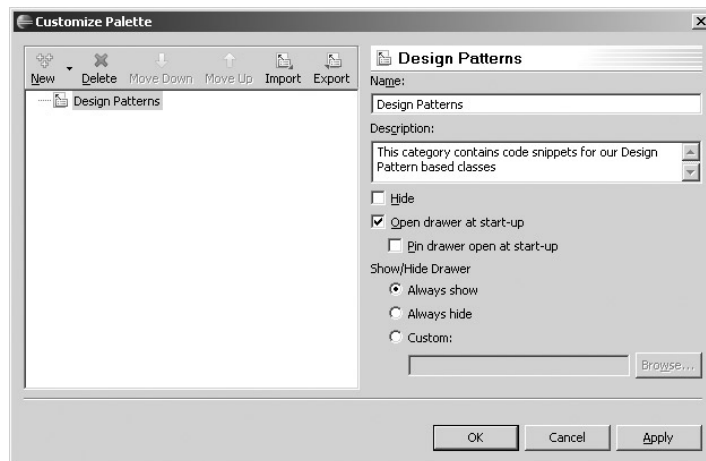 Customize Palette
New Delete Move Down Move Up Import Export
Design Patterns
Design Patterns
Name:
Design Patterns
Description:
This category contains code snippets for our Design
Pattern based classes
Hide
Open drawer at start-up
Pin drawer open at start-up
Show/Hide Drawer
Always show
Always hide
Custom:
Browse...
OK Cancel Apply